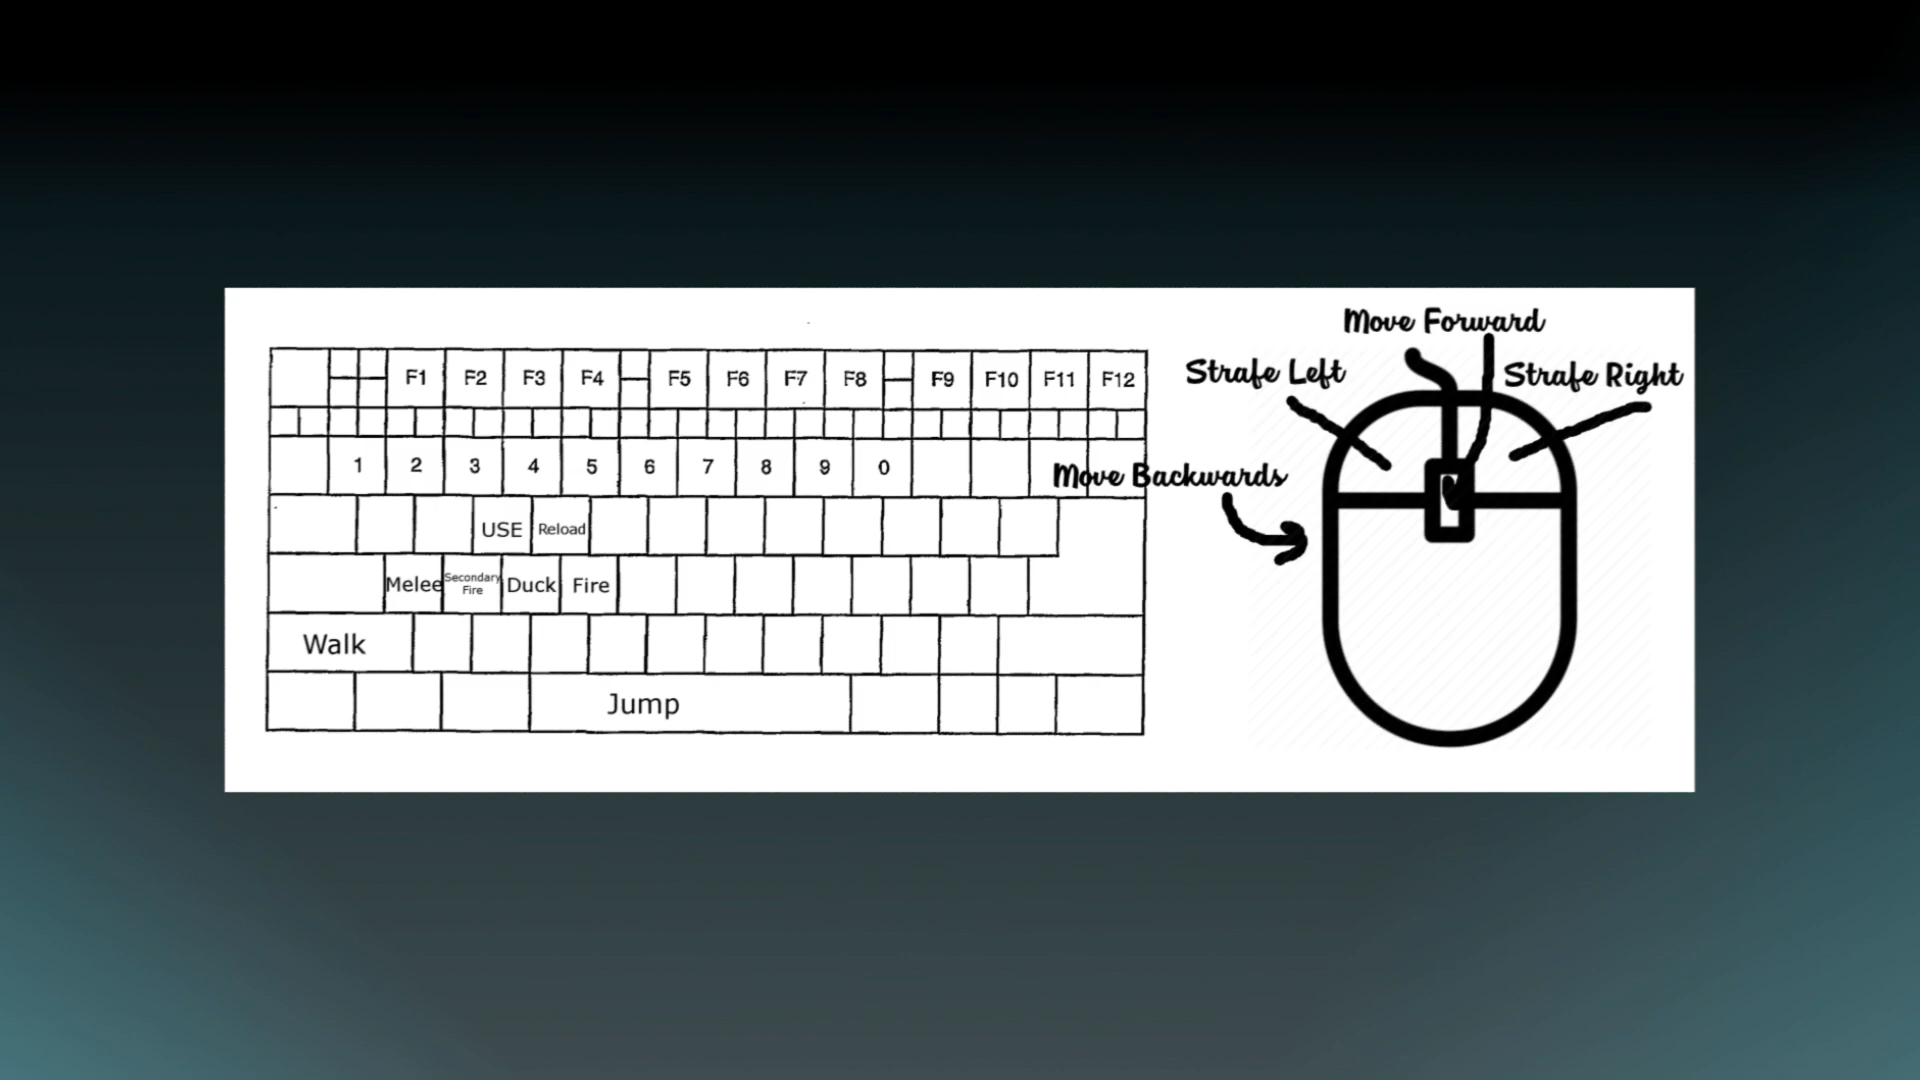 Move Forward
Strafe Left
Strafe Right
F1 F2 F3 F4 F5 F6 F7 F8 F9 F10 F11 F12
1 2 3 4 5 6 7 8 9 0
Move Backwards
USE Reload
Melee Secondary Fire Duck Fire
Walk
Jump